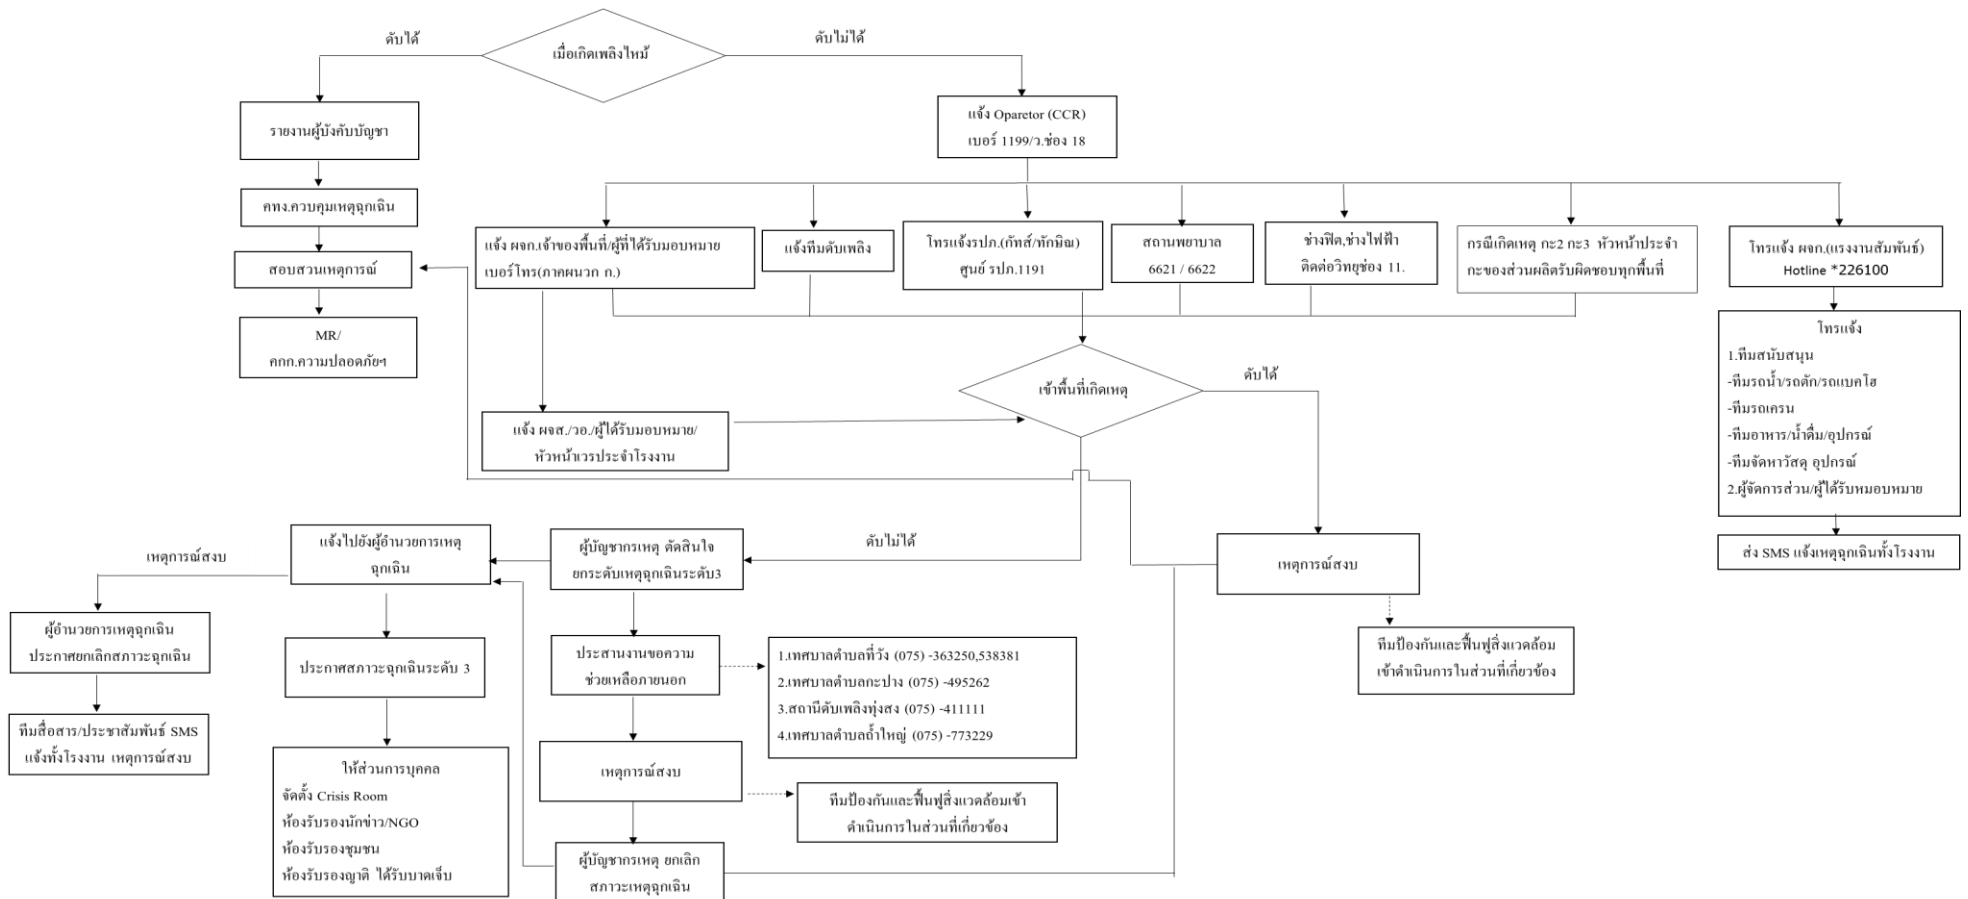 ดับได้
เมื่อเกิดเพลิงไหม้
ดับไม่ได้
รายงานผู้บังคับบัญชา
แจ้ง Oparetor (CCR)
เบอร์ 1199/ว.ช่อง 18
คทง.ควบคุมเหตุฉุกเฉิน
สอบสวนเหตุการณ์
MR/
คกก.ความปลอดภัยฯ
แจ้ง ผจก.เจ้าของพื้นที่/ผู้ที่ได้รับมอบหมาย
เบอร์โทร(ภาคผนวก ก.)
แจ้งทีมดับเพลิง
โทรแจ้งรปภ.(กัทส์/ทักษิณ)
ศูนย์ รปภ.1191
สถานพยาบาล
6621 / 6622
ช่างฟิต,ช่างไฟฟ้า
ติดต่อวิทยุช่อง 11.
กรณีเกิดเหตุ กะ2 กะ3 หัวหน้าประจำ
กะของส่วนผลิตรับผิดชอบทุกพื้นที่
โทรแจ้ง ผจก.(แรงงานสัมพันธ์)
Hotline *226100
โทรแจ้ง
1.ทีมสนับสนุน
-ทีมรถน้ำ/รถตัก/รถแบคโฮ
-ทีมรถเครน
-ทีมอาหาร/น้ำดื่ม/อุปกรณ์
-ทีมจัดหาวัสดุ อุปกรณ์
2.ผู้จัดการส่วน/ผู้ได้รับหมอบหมาย
ส่ง SMS แจ้งเหตุฉุกเฉินทั้งโรงงาน
เข้าพื้นที่เกิดเหตุ
ดับได้
แจ้ง ผจส./วอ./ผู้ได้รับมอบหมาย/
หัวหน้าเวรประจำโรงงาน
ดับไม่ได้
เหตุการณ์สงบ
ทีมป้องกันและฟื้นฟูสิ่งแวดล้อม
เข้าดำเนินการในส่วนที่เกี่ยวข้อง
ผู้บัญชากรเหตุ ตัดสินใจ
ยกระดับเหตุฉุกเฉินระดับ3
แจ้งไปยังผู้อำนวยการเหตุ
ฉุกเฉิน
เหตุการณ์สงบ
ผู้อำนวยการเหตุฉุกเฉิน
ประกาศยกเลิกสภาวะฉุกเฉิน
ทีมสื่อสาร/ประชาสัมพันธ์ SMS
แจ้งทั้งโรงงาน เหตุการณ์สงบ
ประกาศสภาวะฉุกเฉินระดับ 3
ให้ส่วนการบุคคล
จัดตั้ง Crisis Room
ห้องรับรองนักข่าว/NGO
ห้องรับรองชุมชน
ห้องรับรองญาติ ได้รับบาดเจ็บ
ประสานงานขอความ
ช่วยเหลือภายนอก
1.เทศบาลตำบลที่วัง (075) -363250,538381
2.เทศบาลตำบลกะปาง (075) -495262
3.สถานีดับเพลิงทุ่งสง (075) -411111
4.เทศบาลตำบลถ้ำใหญ่ (075) -773229
เหตุการณ์สงบ
ทีมป้องกันและฟื้นฟูสิ่งแวดล้อมเข้า
ดำเนินการในส่วนที่เกี่ยวข้อง
ผู้บัญชากรเหตุ ยกเลิก
สภาวะเหตุฉุกเฉิน